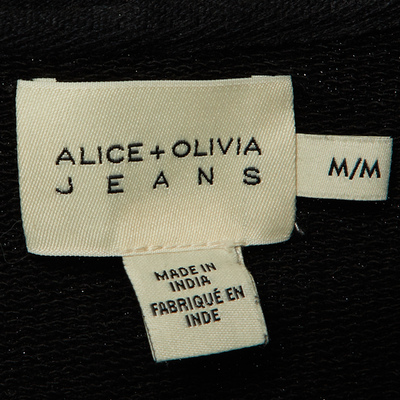 ALICE + OLIVIA
JEANS
M/M
MADE IN
INDIA
FABRIQUÉ EN
INDE